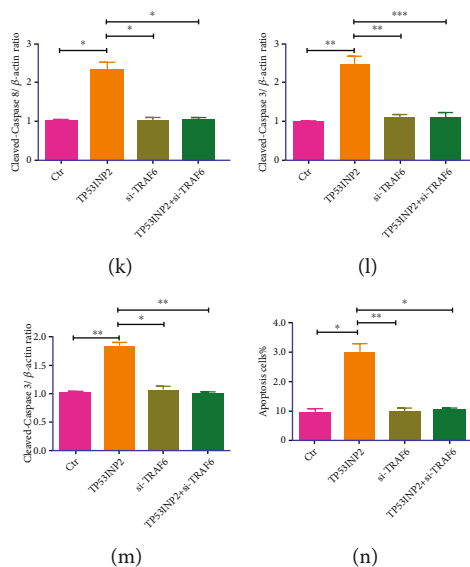 *
*
*
3
2
1
0
Cleaved-Caspase 8/ β-actin ratio
Ctr
TP53INP2
si-TRAF6
TP53INP2+si-TRAF6
(k)
***
**
**
3
2
1
0
Cleaved-Caspase 3/ β-actin ratio
Ctr
TP53INP2
si-TRAF6
TP53INP2+si-TRAF6
(l)
**
*
**
2.0
1.5
1.0
0.5
0.0
Cleaved-Caspase 3/ β-actin ratio
Ctr
TP53INP2
si-TRAF6
TP53INP2+si-TRAF6
(m)
*
**
*
4.0
3.0
2.0
10
0
Apoptosis cells%
Ctr
TP53INP2
si-TRAF6
TP53INP2+si-TRAF6
(n)